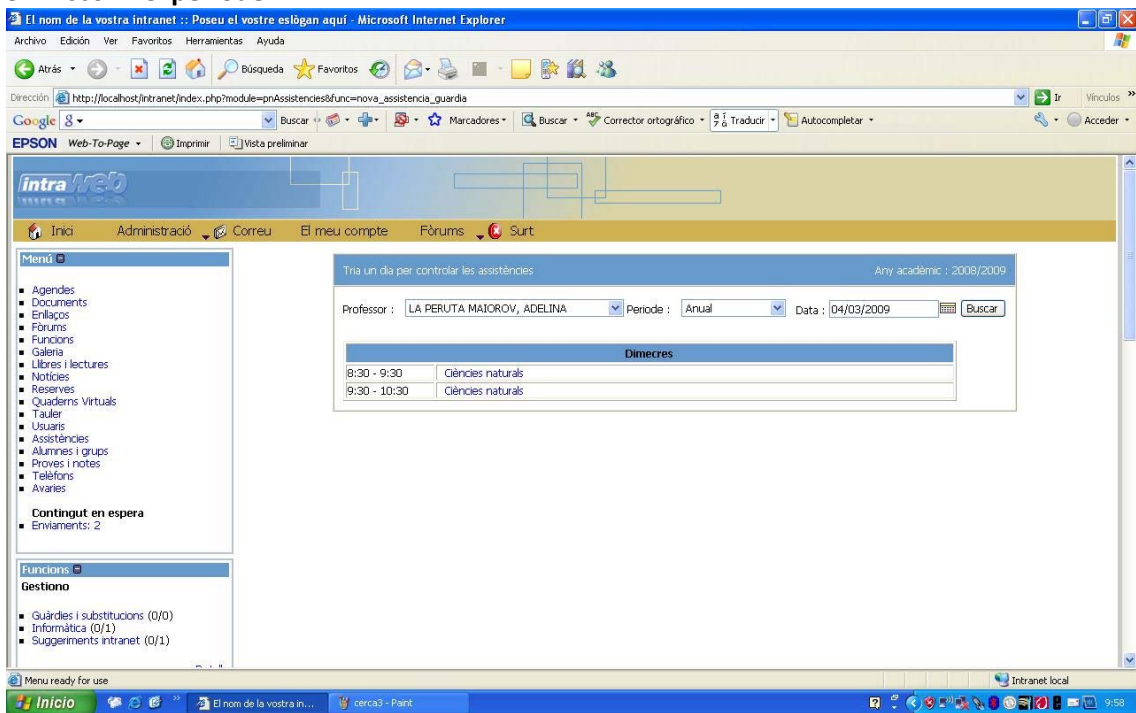 El nom de la vostra intranet :: Poseu el vostre eslògan aquí - Microsoft Internet Explorer
Archivo Edición Ver Favoritos Herramientas Ayuda
Atrás Búsqueda Favoritos
Dirección http://localhost/intranet/index.php?module=pnAssistencies&func=nova_assistencia_guardia Ir Vínculos »
Google Buscar Marcadores Buscar Corrector ortográfico Traducir Autocompletar Acceder
EPSON Web-To-Page Imprimir Vista preliminar
intraweb
Inici Administració Correu El meu compte Fòrums Surt
Menú
Agendes
Documents
Enllaços
Fòrums
Funcions
Galeria
Llibres i lectures
Notícies
Reserves
Quaderns Virtuals
Tauler
Usuaris
Assistències
Alumnes i grups
Proves i notes
Telèfons
Avaries
Contingut en espera
Enviaments: 2
Funcions
Gestiono
Guàrdies i substitucions (0/0)
Informàtica (0/1)
Suggeriments intranet (0/1)
Tria un dia per controlar les assistències Any acadèmic : 2008/2009
Professor : LA PERUTA MAIOROV, ADELINA Periode : Anual Data : 04/03/2009 Buscar
Dimecres
8:30 - 9:30 Ciències naturals
9:30 - 10:30 Ciències naturals
Menu ready for use Intranet local
Inicio » El nom de la vostra in... cerca3 - Paint 9:58